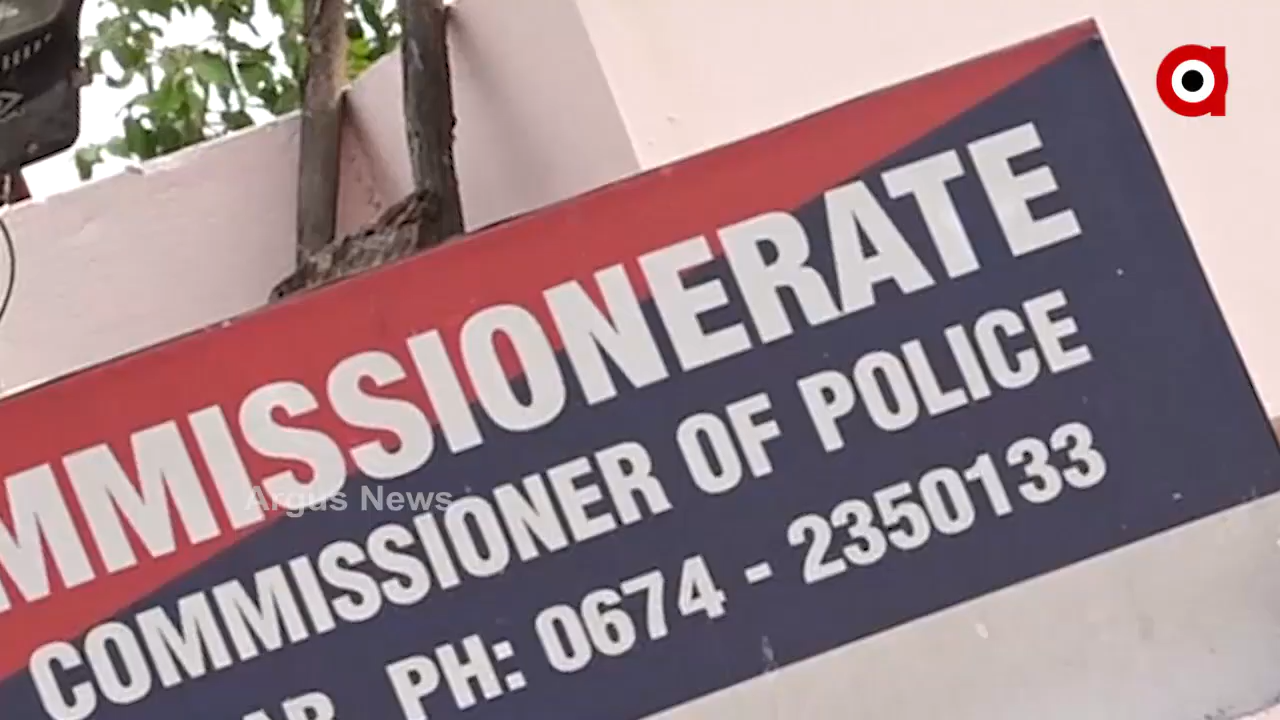 MMISSIONERATE
COMMISSIONER OF POLICE
PH: 0674 - 2350133
Argus News